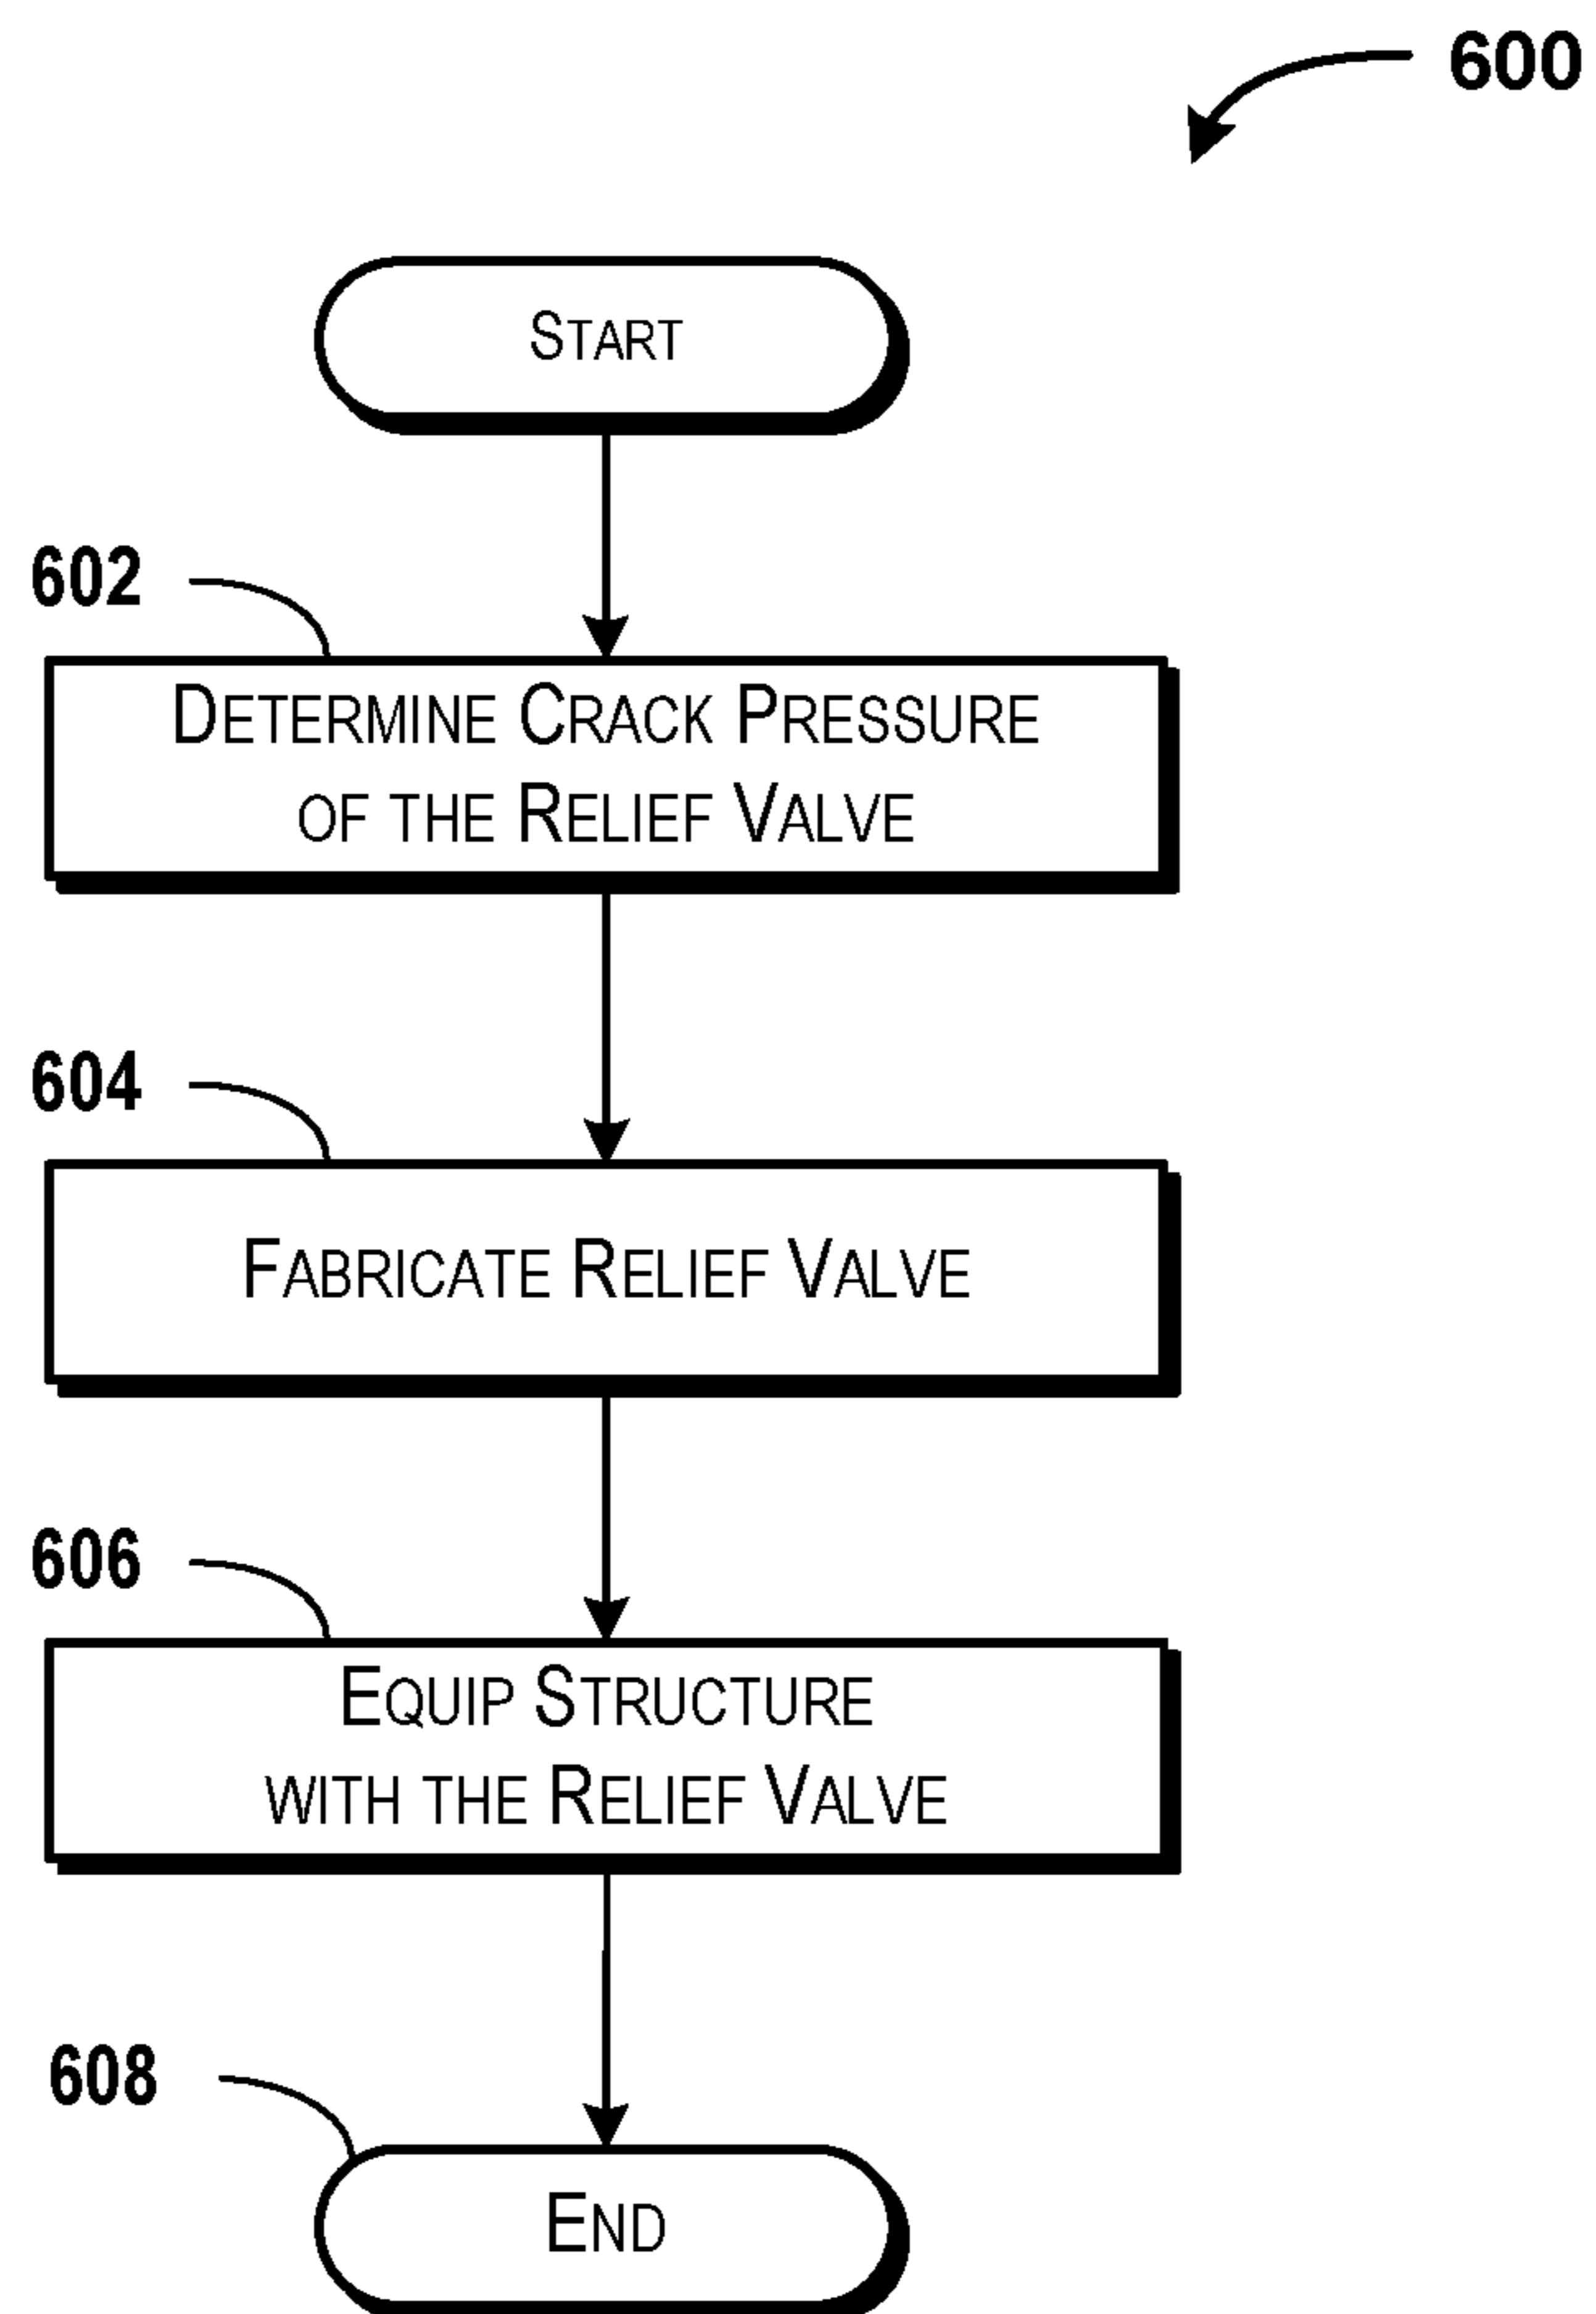 600
START
602
DETERMINE CRACK PRESSURE
OF THE RELIEF VALVE
604
FABRICATE RELIEF VALVE
606
EQUIP STRUCTURE
WITH THE RELIEF VALVE
608
END